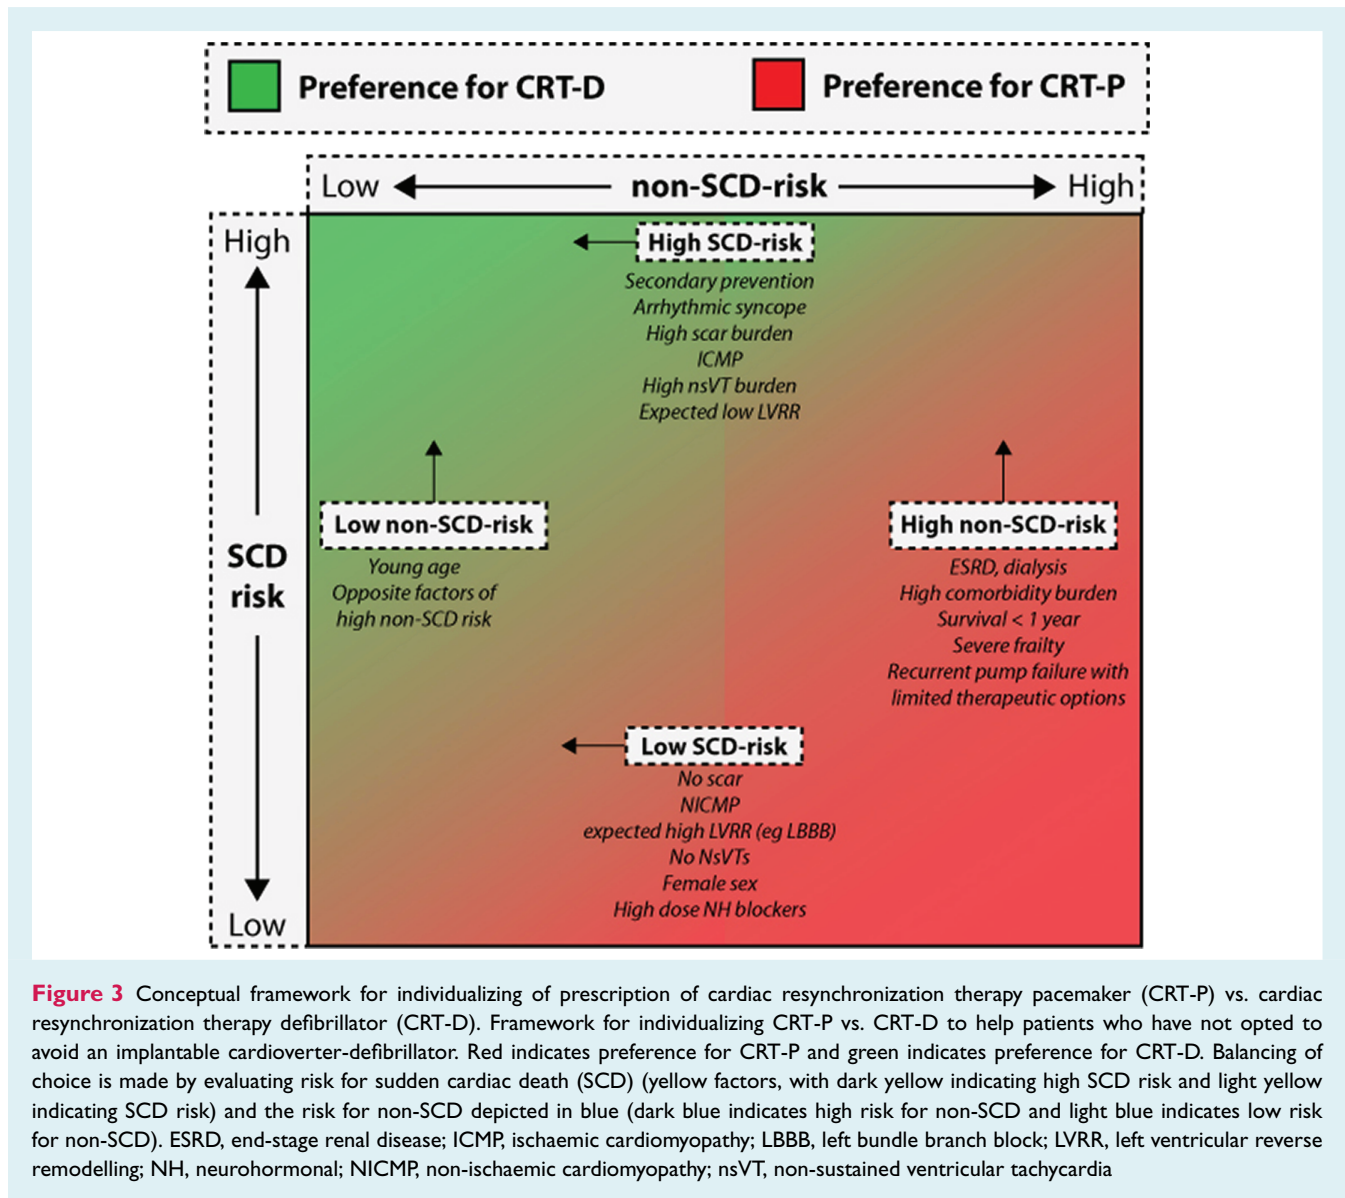 Preference for CRT-D
Preference for CRT-P
Low
non-SCD-risk
High
High
SCD
risk
Low
High SCD-risk
Secondary prevention
Arrhythmic syncope
High scar burden
ICMP
High nsVT burden
Expected low LVRR
Low non-SCD-risk
Young age
Opposite factors of
high non-SCD risk
High non-SCD-risk
ESRD, dialysis
High comorbidity burden
Survival < 1 year
Severe frailty
Recurrent pump failure with
limited therapeutic options
Low SCD-risk
No scar
NICMP
expected high LVRR (eg LBBB)
No NsVTs
Female sex
High dose NH blockers
Figure 3 Conceptual framework for individualizing of prescription of cardiac resynchronization therapy pacemaker (CRT-P) vs. cardiac
resynchronization therapy defibrillator (CRT-D). Framework for individualizing CRT-P vs. CRT-D to help patients who have not opted to
avoid an implantable cardioverter-defibrillator. Red indicates preference for CRT-P and green indicates preference for CRT-D. Balancing of
choice is made by evaluating risk for sudden cardiac death (SCD) (yellow factors, with dark yellow indicating high SCD risk and light yellow
indicating SCD risk) and the risk for non-SCD depicted in blue (dark blue indicates high risk for non-SCD and light blue indicates low risk
for non-SCD). ESRD, end-stage renal disease; ICMP, ischaemic cardiomyopathy; LBBB, left bundle branch block; LVRR, left ventricular reverse
remodelling; NH, neurohormonal; NICMP, non-ischaemic cardiomyopathy; nsVT, non-sustained ventricular tachycardia